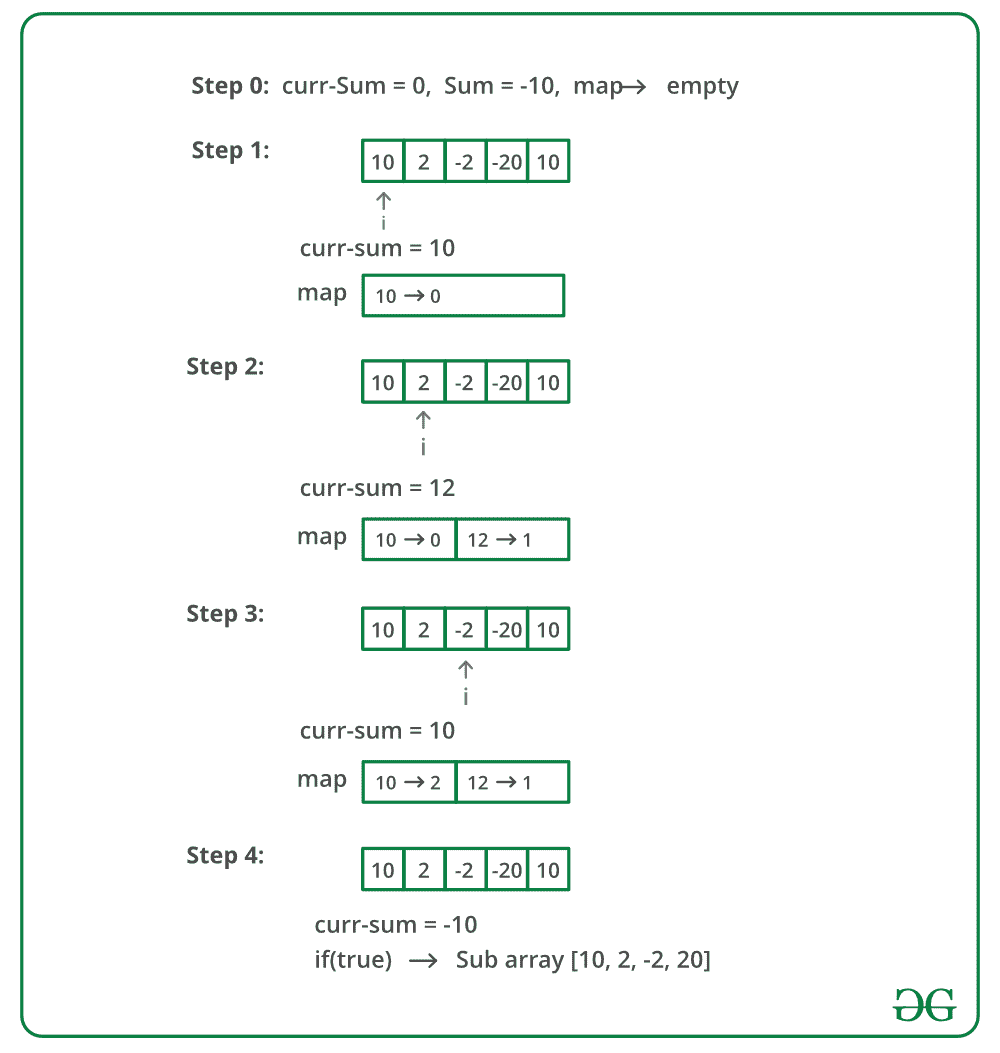 Step 0: curr-Sum = 0, Sum = -10, map→ empty
Step 1:
10 2 -2 -20 10
i
curr-sum = 10
map 10 → 0
Step 2:
10 2 -2 -20 10
i
curr-sum = 12
map 10 → 0 12 → 1
Step 3:
10 2 -2 -20 10
i
curr-sum = 10
map 10 → 2 12 → 1
Step 4:
10 2 -2 -20 10
curr-sum = -10
if(true) → Sub array [10, 2, -2, 20]